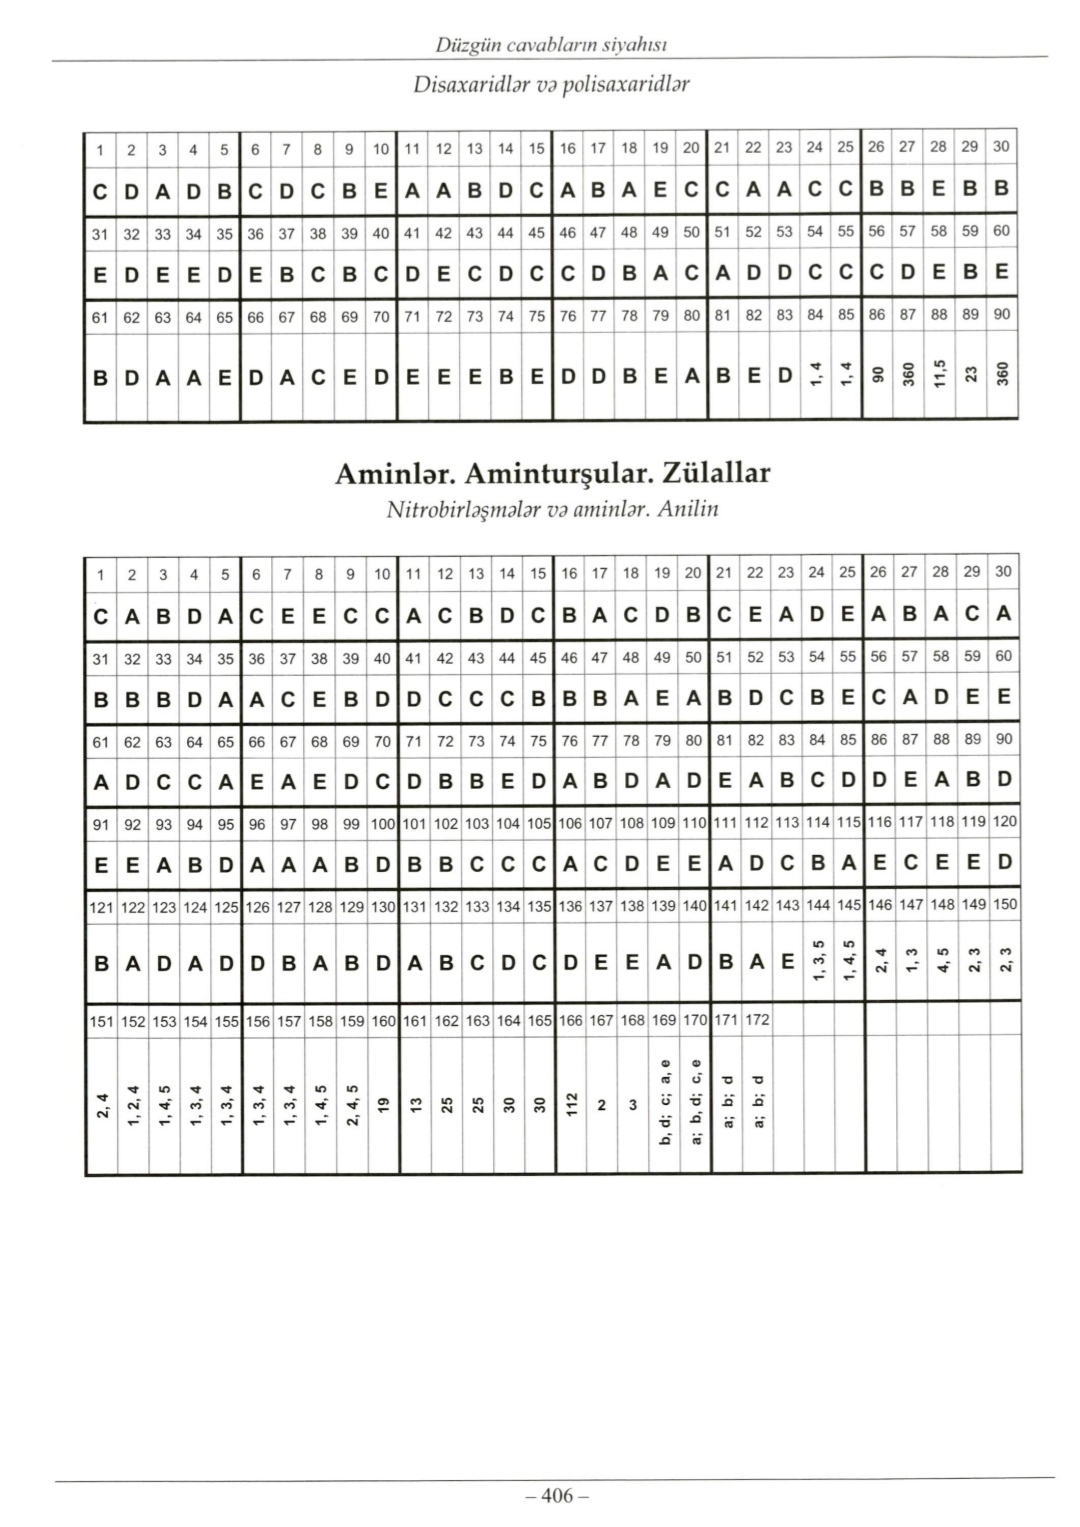 Düzgün cavabların siyahısı
Disaxaridlər və polisaxaridlər
1 2 3 4 5 6 7 8 9 10 11 12 13 14 15 16 17 18 19 20 21 22 23 24 25 26 27 28 29 30
C D A D B C D C B E A A B D C A B A E C C A A C C B B E B B
31 32 33 34 35 36 37 38 39 40 41 42 43 44 45 46 47 48 49 50 51 52 53 54 55 56 57 58 59 60
E D E E D E B C B C D E C D C C D B A C A D D C C C D E B E
61 62 63 64 65 66 67 68 69 70 71 72 73 74 75 76 77 78 79 80 81 82 83 84 85 86 87 88 89 90
B D A A E D A C E D E E E B E D D B E A B E D 1, 4 1, 4 90 360 11,5 23 360
Aminlər. Aminturşular. Zülallar
Nitrobirləşmələr və aminlər. Anilin
1 2 3 4 5 6 7 8 9 10 11 12 13 14 15 16 17 18 19 20 21 22 23 24 25 26 27 28 29 30
C A B D A C E E C C A C B D C B A C D B C E A D E A B A C A
31 32 33 34 35 36 37 38 39 40 41 42 43 44 45 46 47 48 49 50 51 52 53 54 55 56 57 58 59 60
B B B D A A C E B D D C C C B B B A E A B D C B E C A D E E
61 62 63 64 65 66 67 68 69 70 71 72 73 74 75 76 77 78 79 80 81 82 83 84 85 86 87 88 89 90
A D C C A E A E D C D B B E D A B D A D E A B C D D E A B D
91 92 93 94 95 96 97 98 99 100 101 102 103 104 105 106 107 108 109 110 111 112 113 114 115 116 117 118 119 120
E E A B D A A A B D B B C C C A C D E E A D C B A E C E E D
121 122 123 124 125 126 127 128 129 130 131 132 133 134 135 136 137 138 139 140 141 142 143 144 145 146 147 148 149 150
B A D A D D B A B D A B C D C D E E A D B A E 1, 3, 5 1, 4, 5 2, 4 1, 3 4, 5 2, 3 2, 3
151 152 153 154 155 156 157 158 159 160 161 162 163 164 165 166 167 168 169 170 171 172
2, 4 1, 2, 4 1, 4, 5 1, 3, 4 1, 3, 4 1, 3, 4 1, 3, 4 1, 4, 5 2, 4, 5 19 13 25 25 30 30 112 2 3 b, d; c; a, e a; b, d; c, e a; b; d a; b; d
– 406 –